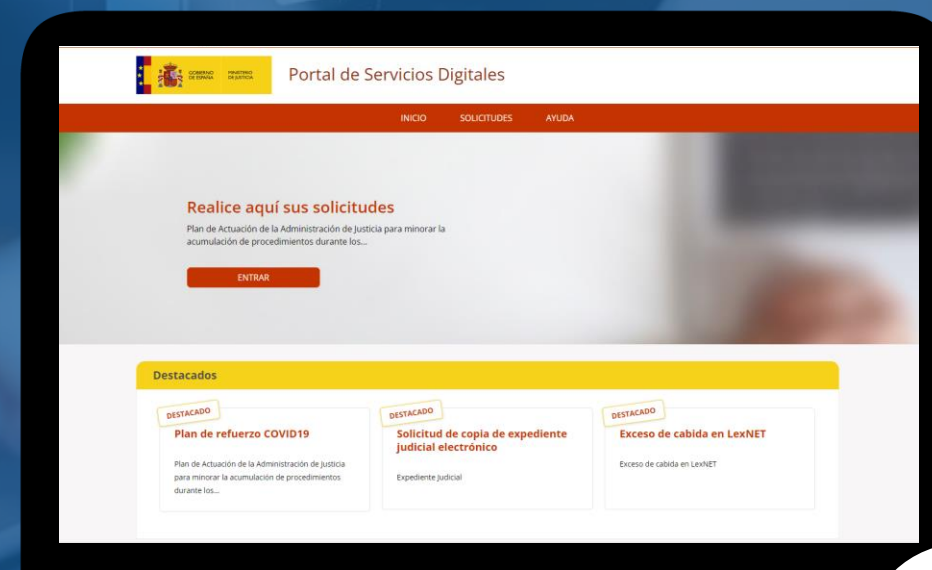 GOBIERNO MINISTERIO
DE ESPAÑA DE JUSTICIA
Portal de Servicios Digitales
INICIO SOLICITUDES AYUDA
Realice aquí sus solicitudes
Plan de Actuación de la Administración de Justicia para minorar la
acumulación de procedimientos durante los...
ENTRAR
Destacados
DESTACADO
Plan de refuerzo COVID19
Plan de Actuación de la Administración de Justicia
para minorar la acumulación de procedimientos
durante los...
DESTACADO
Solicitud de copia de expediente
judicial electrónico
Expediente Judicial
DESTACADO
Exceso de cabida en LexNET
Exceso de cabida en LexNET